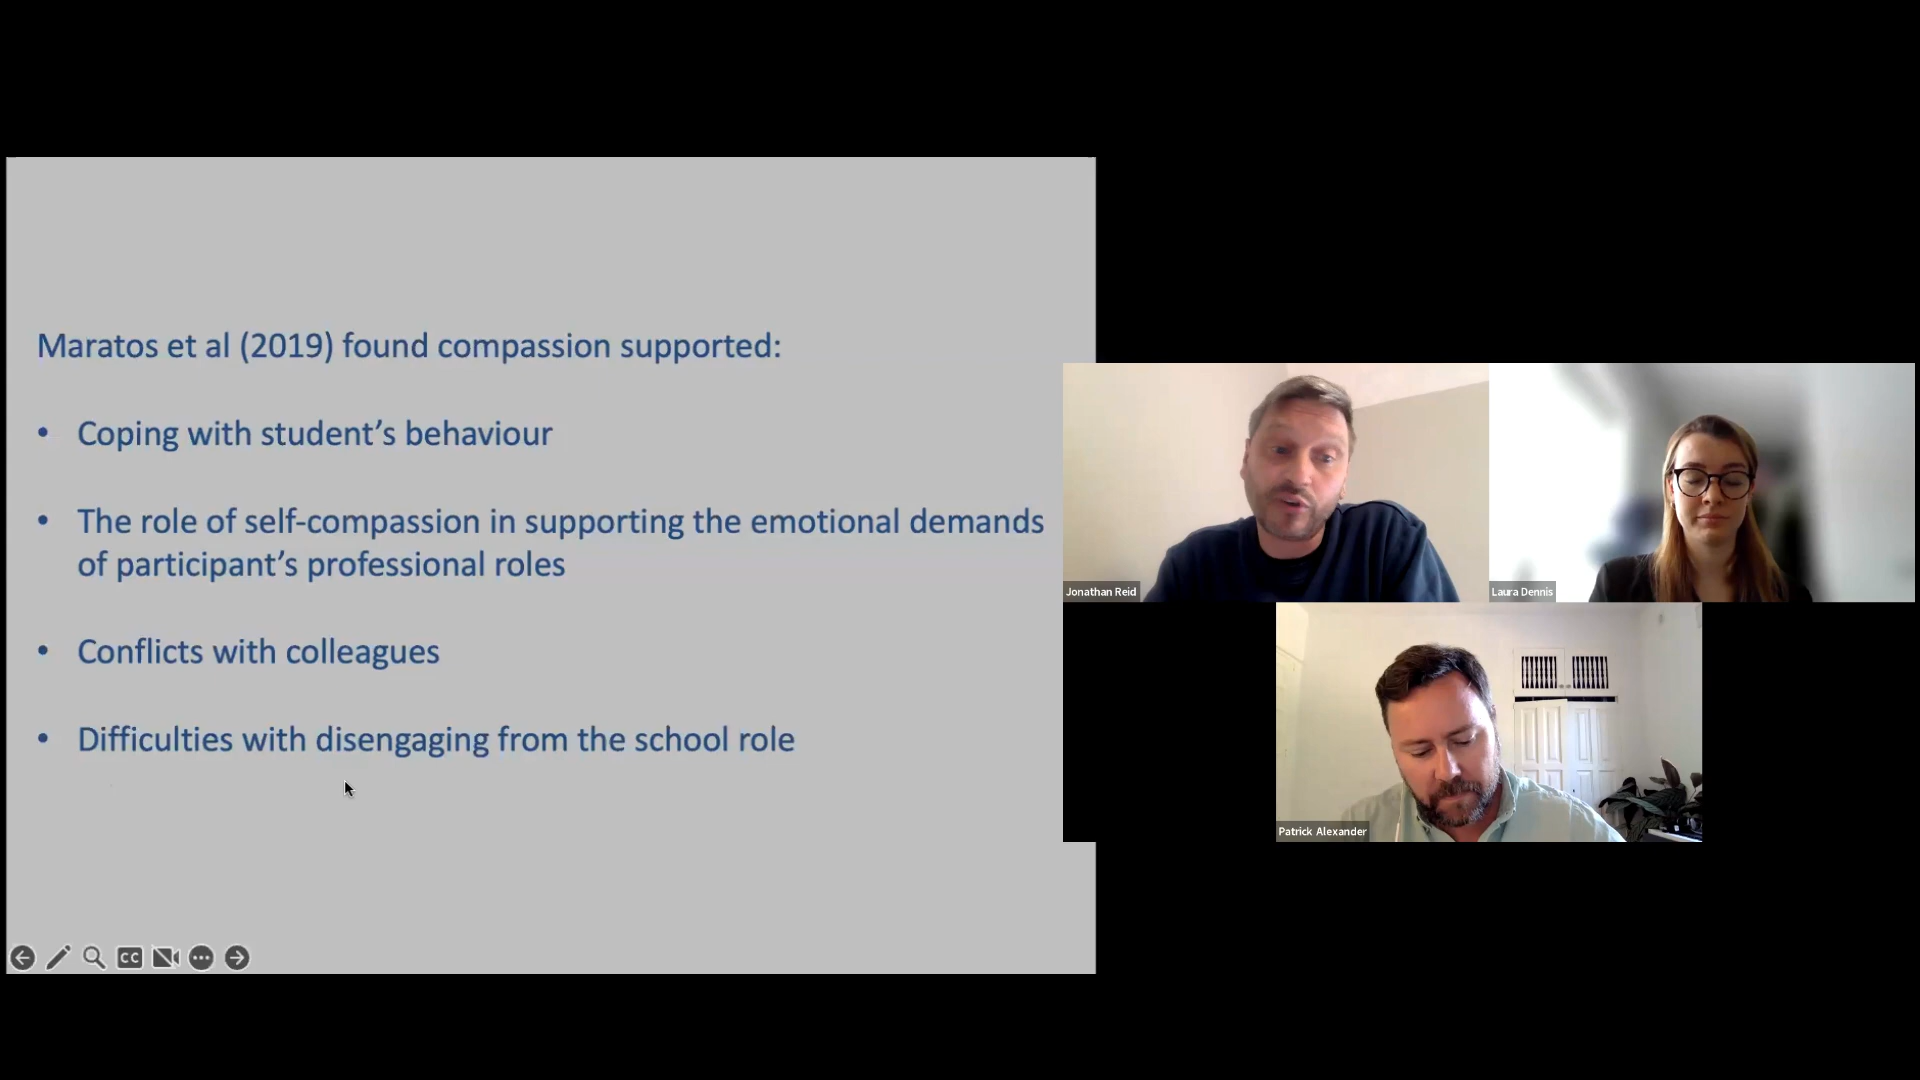 Maratos et al (2019) found compassion supported:
• Coping with student’s behaviour
• The role of self-compassion in supporting the emotional demands
of participant’s professional roles
• Conflicts with colleagues
• Difficulties with disengaging from the school role
CC
Jonathan Reid
Laura Dennis
Patrick Alexander